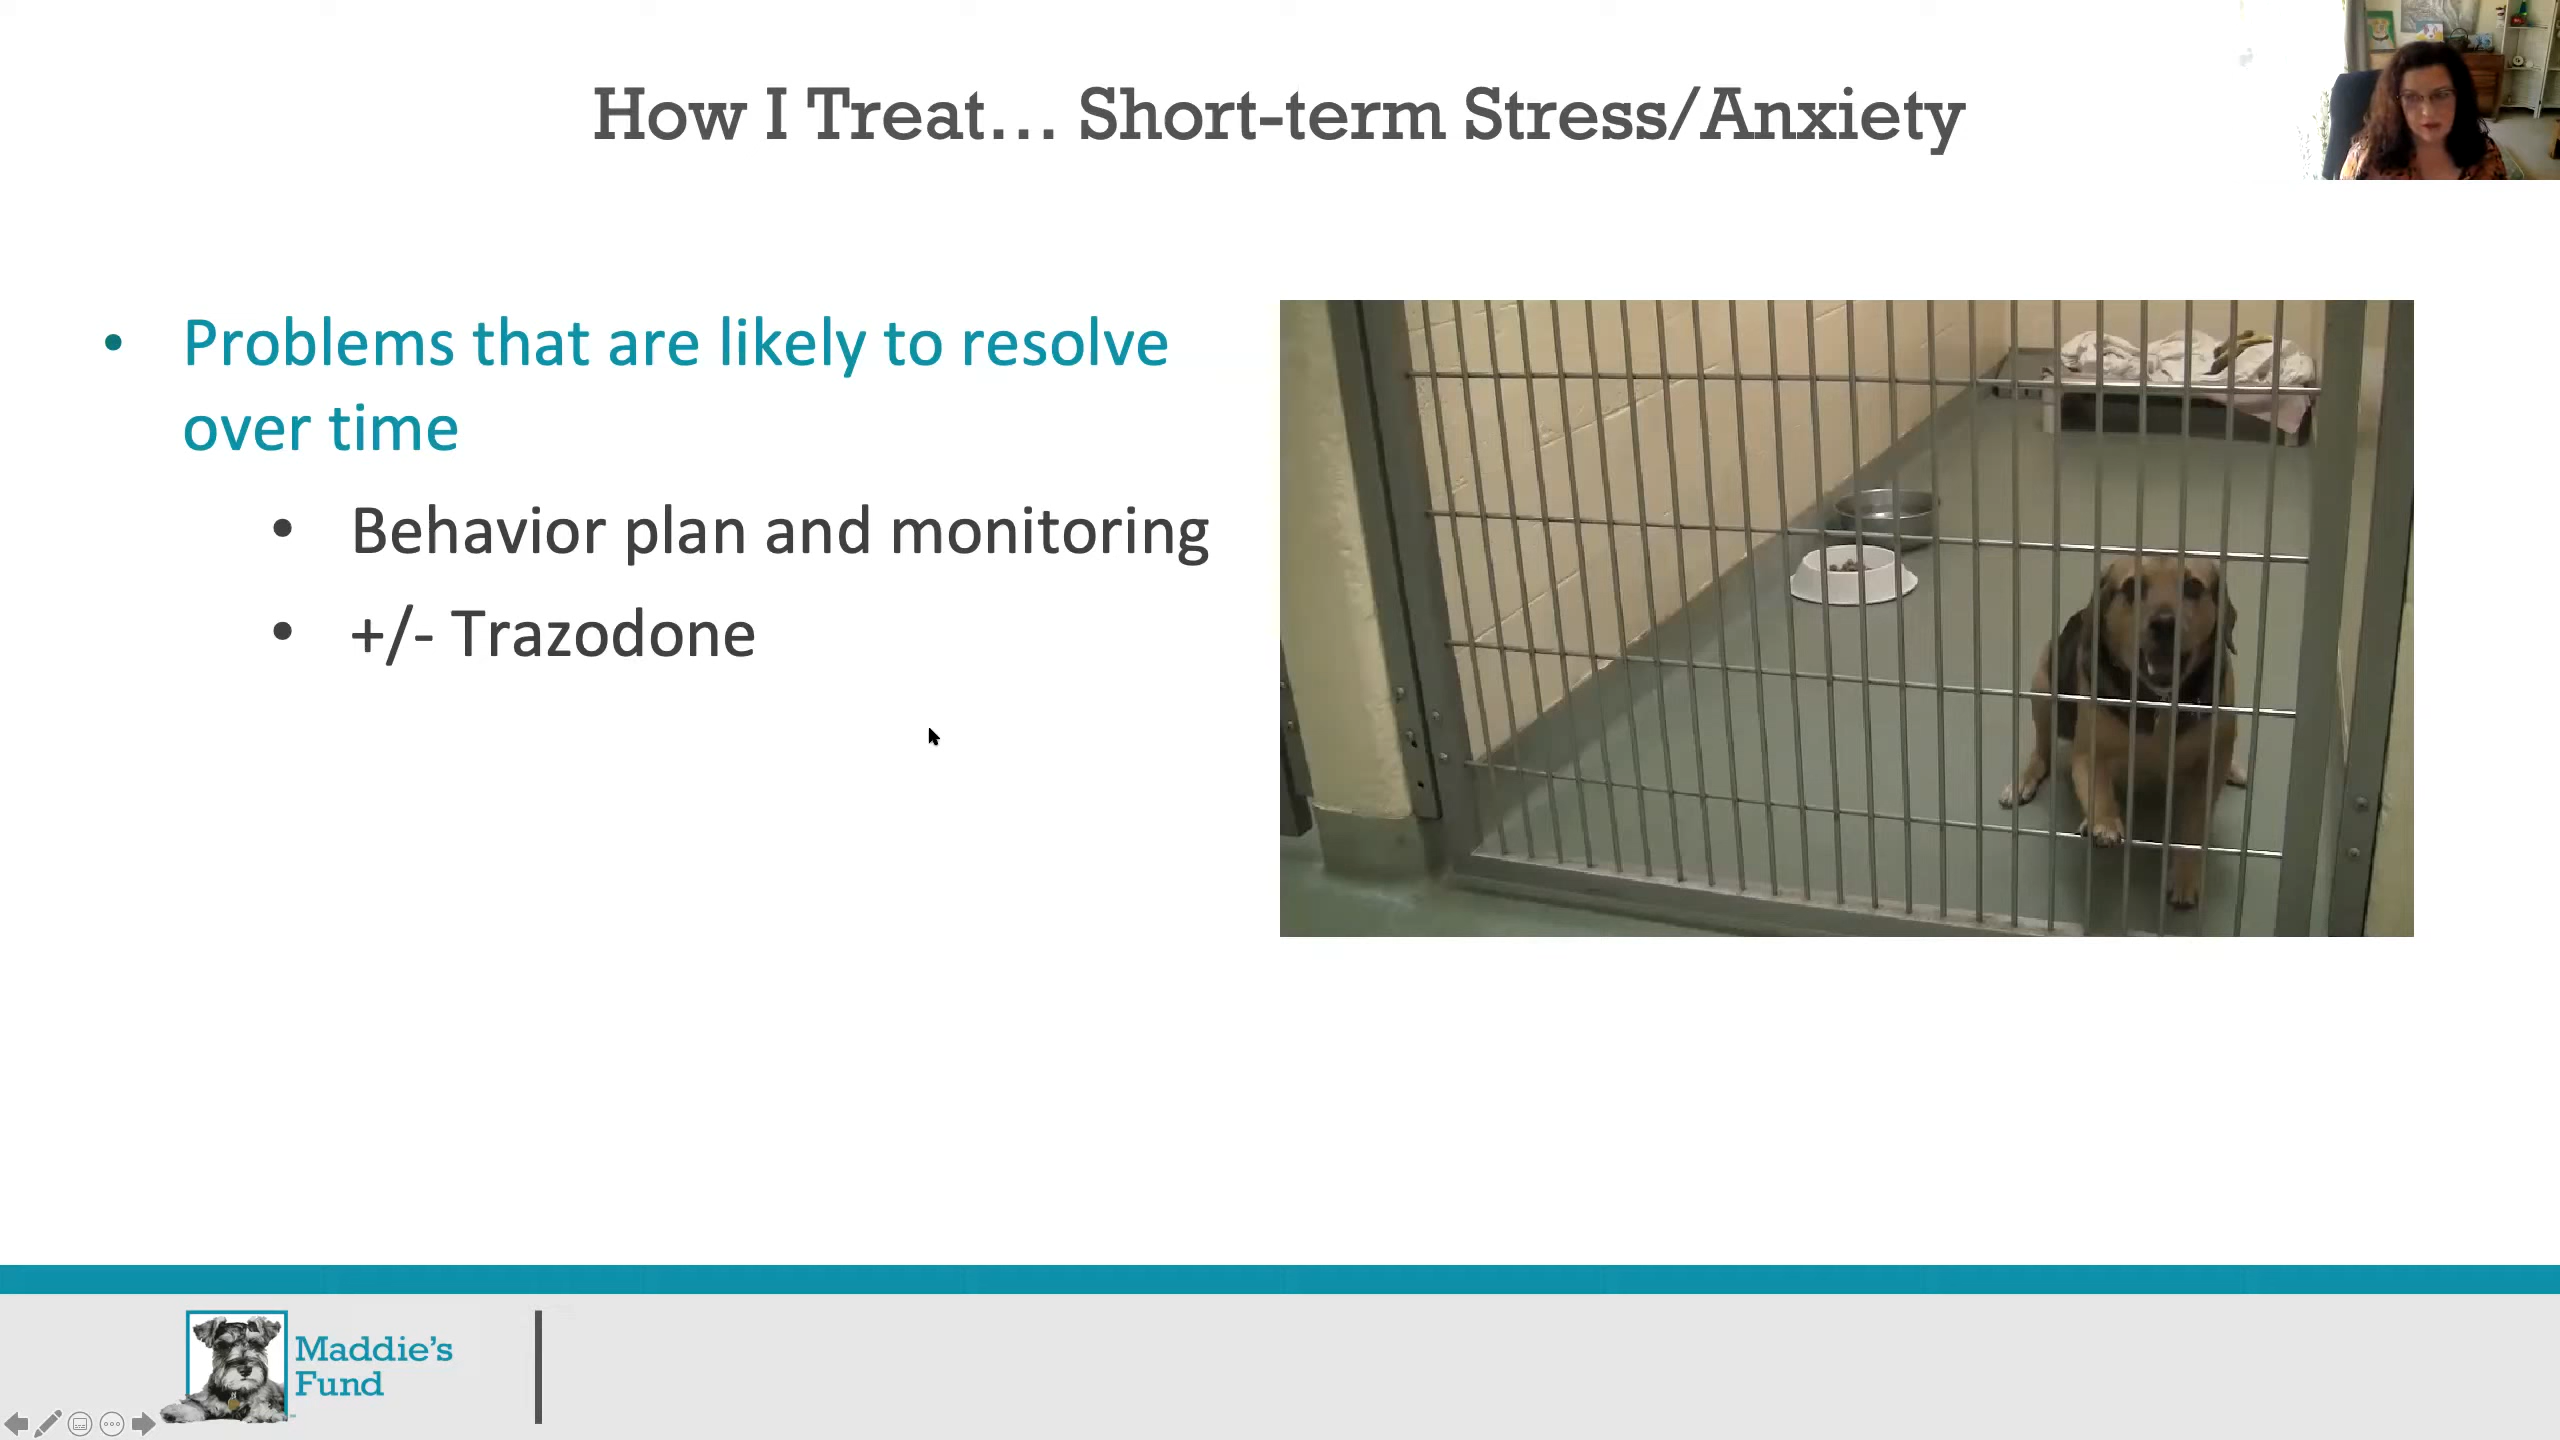 How I Treat... Short-term Stress/Anxiety
• Problems that are likely to resolve
over time
• Behavior plan and monitoring
• +/- Trazodone
Maddie's
Fund